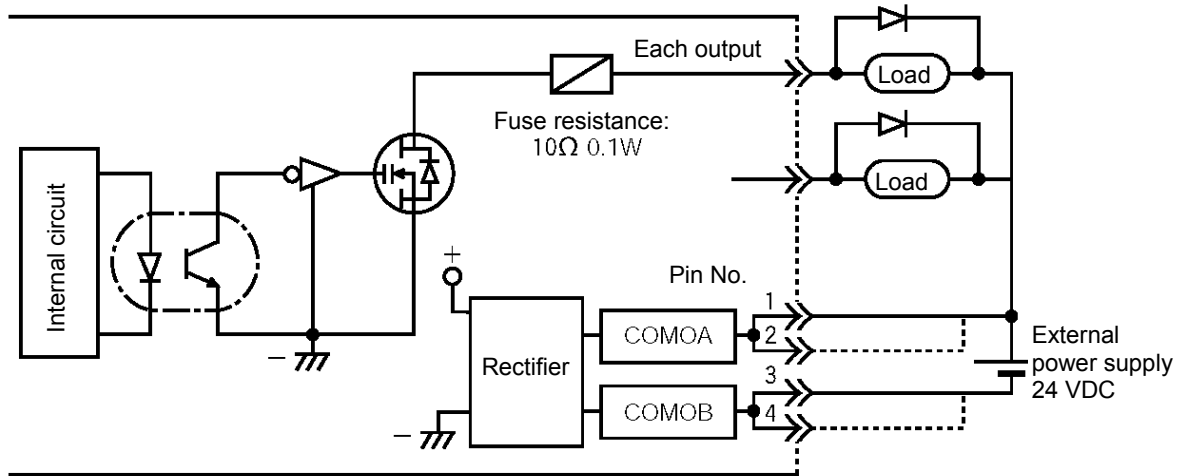 Each output
Load
Fuse resistance:
10Ω 0.1W
Load
Internal circuit
+
Pin No.
1
2
3
4
COMOA
COMOB
Rectifier
−
−
External
power supply
24 VDC